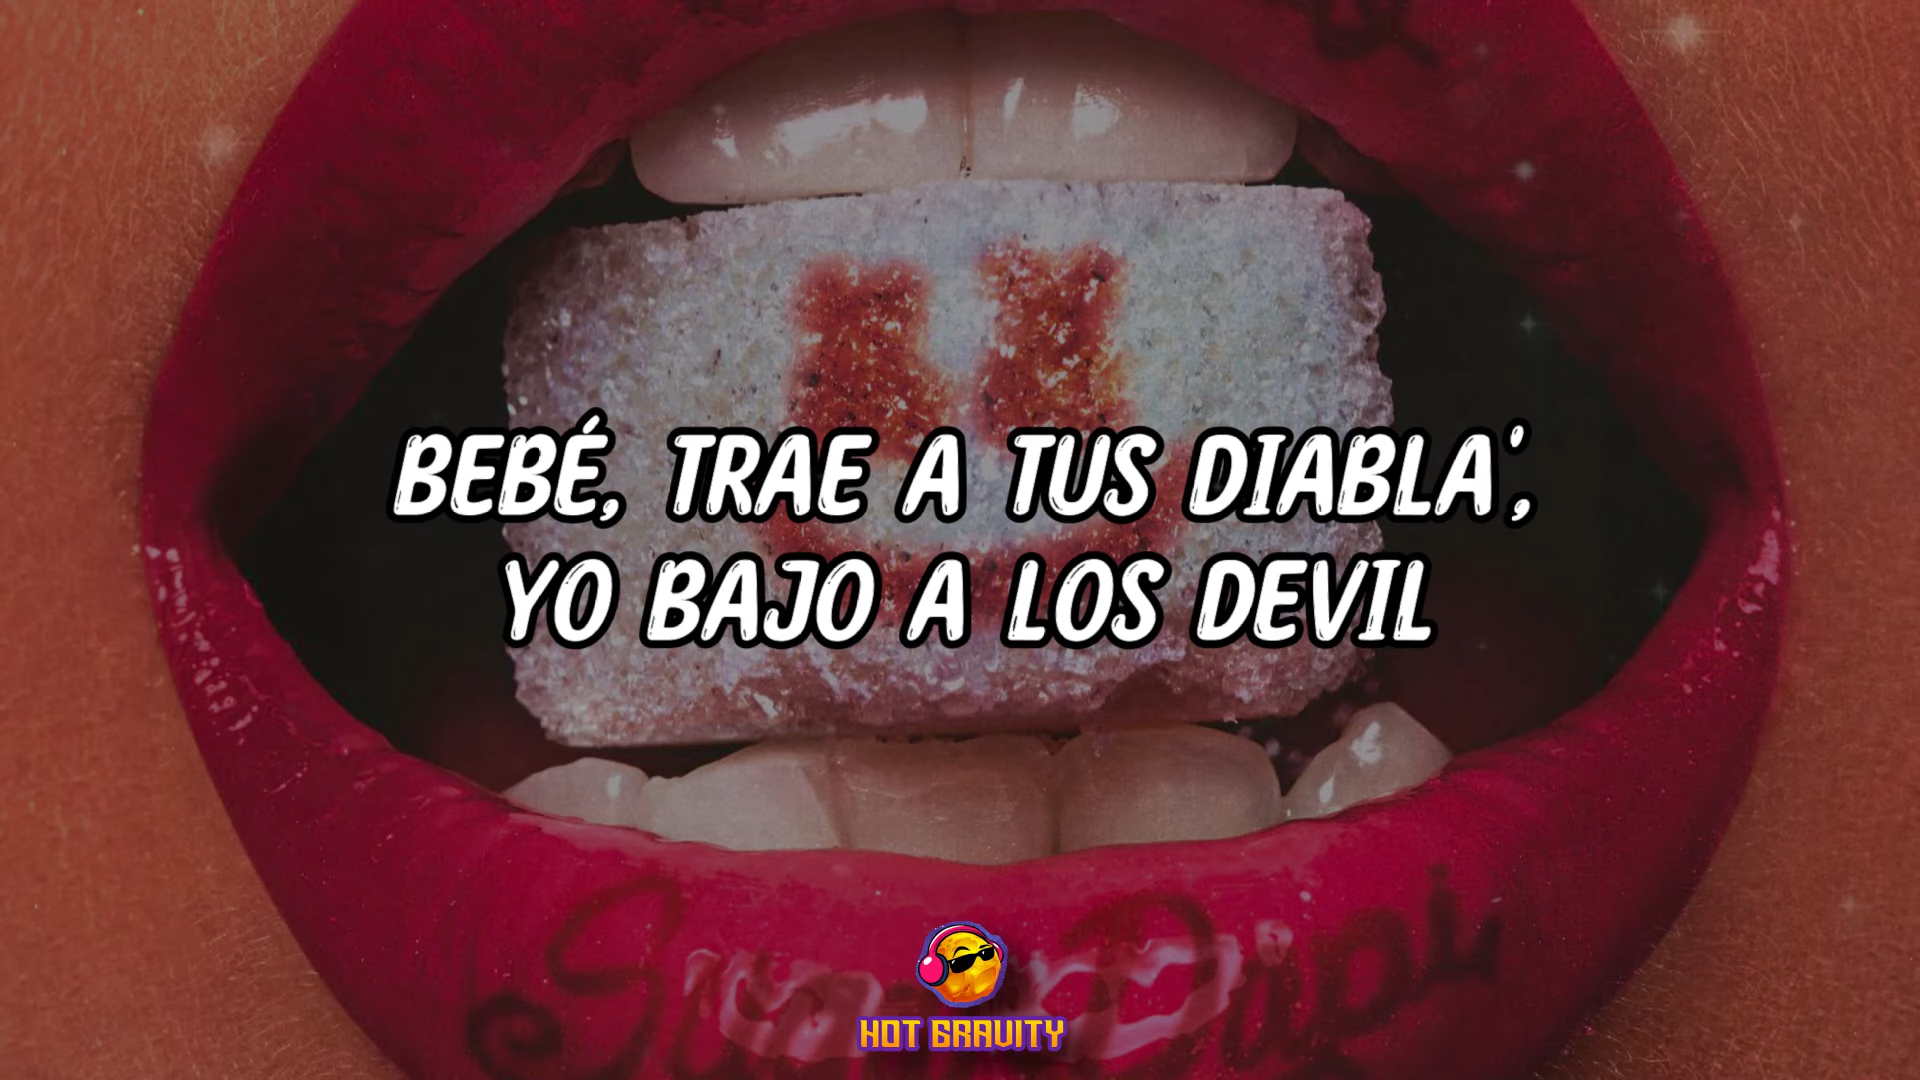 BEBÉ, TRAE A TUS DIABLA',
YO BAJO A LOS DEVIL
HOT GRAVITY